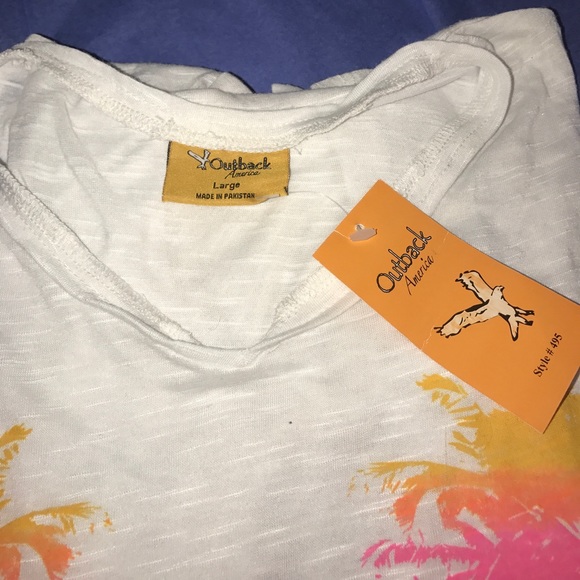 Outback
America
Large
MADE IN PAKISTAN
Outback
America
Style # 495